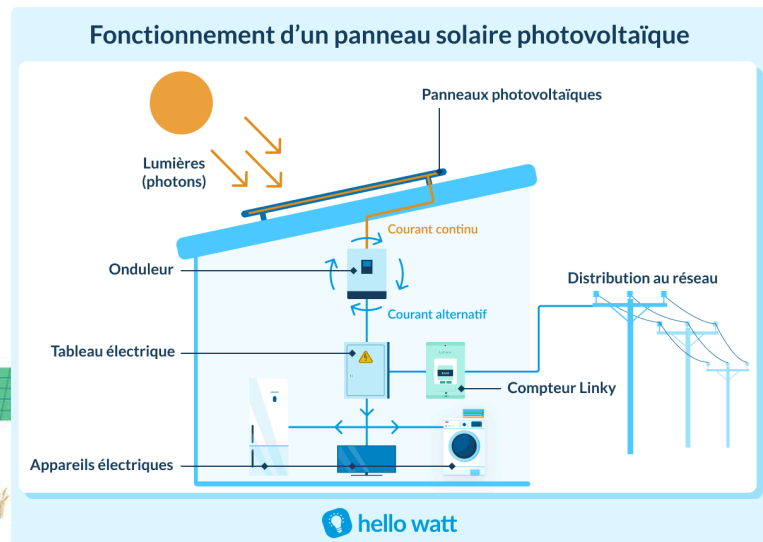 Fonctionnement d’un panneau solaire photovoltaïque
Panneaux photovoltaïques
Lumières
(photons)
Courant continu
Onduleur
Distribution au réseau
Courant alternatif
Tableau électrique
Compteur Linky
Appareils électriques
hello watt